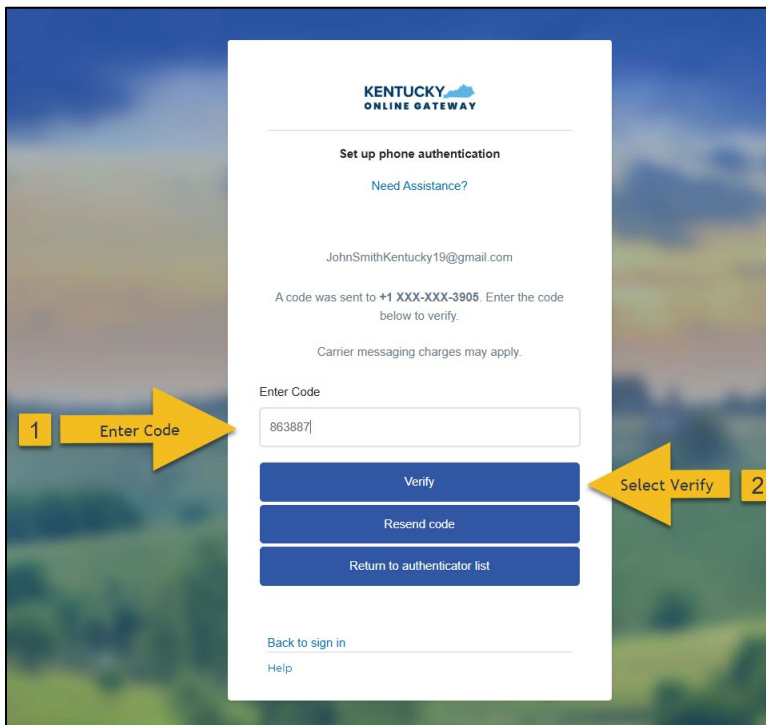 KENTUCKY
ONLINE GATEWAY
Set up phone authentication
Need Assistance?
JohnSmithKentucky19@gmail.com
A code was sent to +1 XXX-XXX-3905. Enter the code
below to verify.
Carrier messaging charges may apply.
Enter Code
1 Enter Code
863887
Verify
Select Verify 2
Resend code
Return to authenticator list
Back to sign in
Help